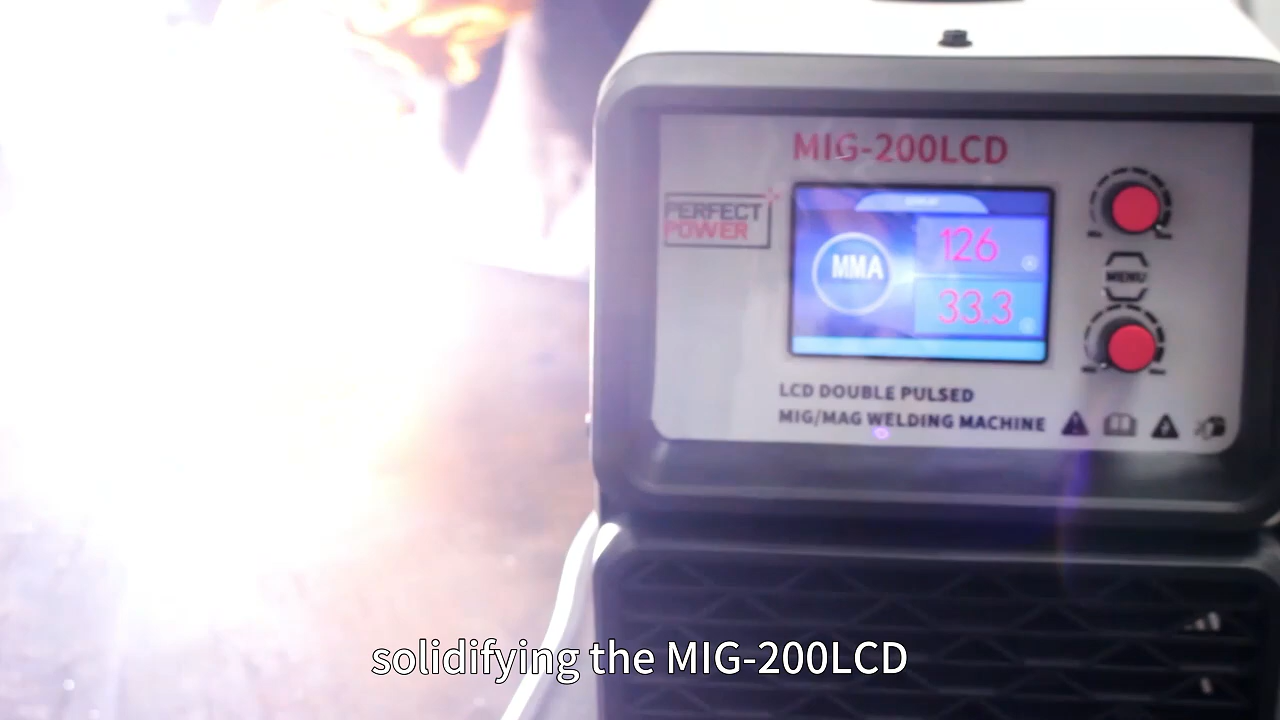 MIG-200LCD
PERFECT
POWER
MMA
126
33.3
MENU
LCD DOUBLE PULSED
MIG/MAG WELDING MACHINE
solidifying the MIG-200LCD